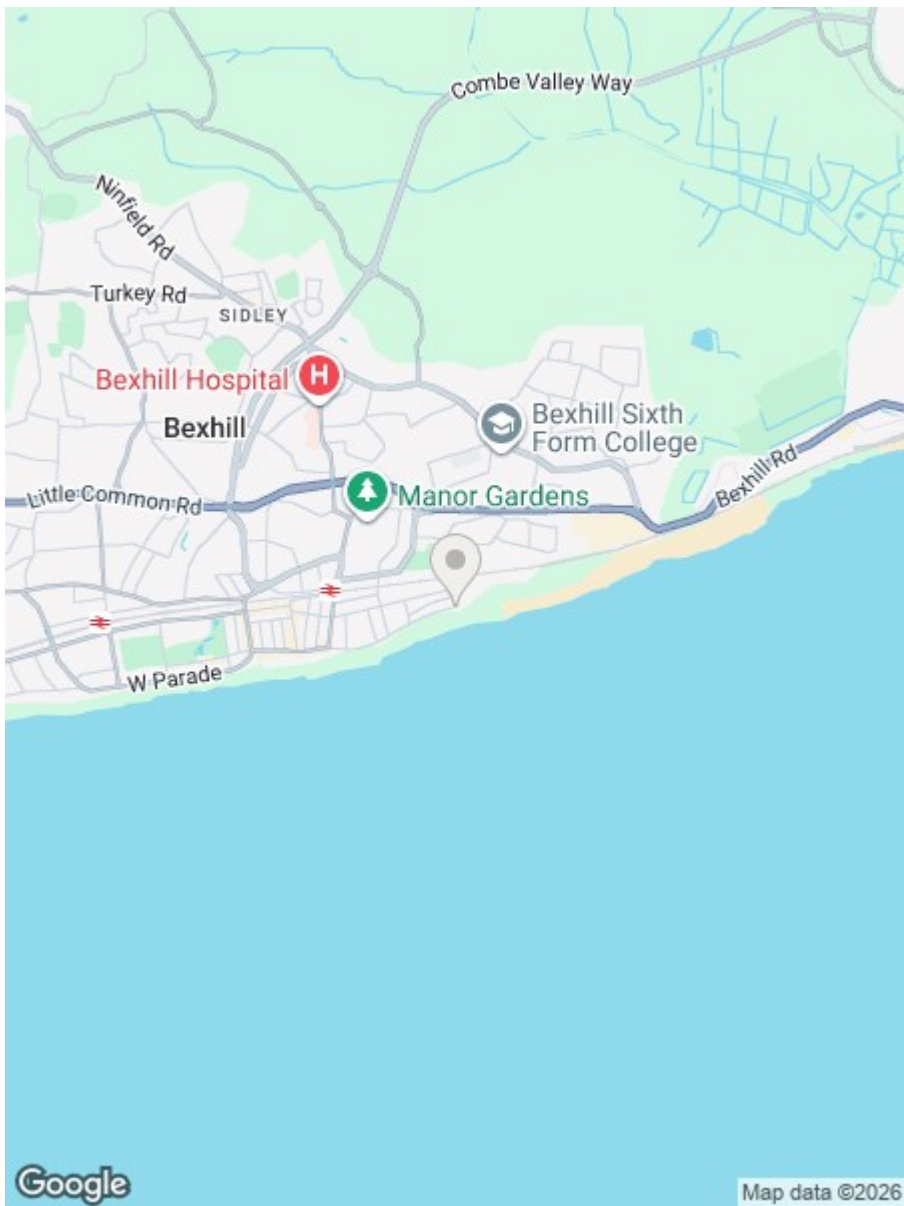 Combe Valley Way
Ninfield Rd
Turkey Rd
SIDLEY
Bexhill Hospital
H
Bexhill
Bexhill Sixth
Form College
Bexhill Rd
Little Common Rd
Manor Gardens
W Parade
Google
Map data ©2026